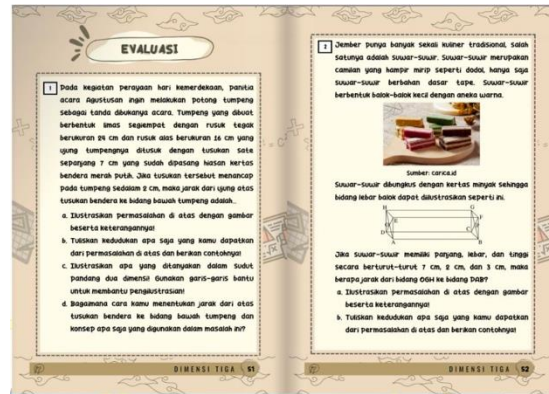 EVALUASI
1 Pada kegiatan perayaan hari kemerdekaan, panitia
acara Agustusan ingin melakukan potong tumpeng
sebagai tanda dibukanya acara. Tumpeng yang dibuat
berbentuk limas segiempat dengan rusuk tegak
berukuran 24 cm dan rusuk alas berukuran 16 cm yang
ujung tumpengnya ditusuk dengan tusukan sate
sepanjang 7 cm yang sudah dipasang hiasan kertas
bendera merah putih. Jika tusukan tersebut menancap
pada tumpeng sedalam 2 cm, maka jarak dari ujung atas
tusukan bendera ke bidang bawah tumpeng adalah..
a. Ilustrasikan permasalahan di atas dengan gambar
beserta keterangannya!
b. Tuliskan kedudukan apa saja yang kamu dapatkan
dari permasalahan di atas dan berikan contohnya!
c. Ilustrasikan apa yang ditanyakan dalam sudut
pandang dua dimensi! Gunakan garis-garis bantu
untuk membantu pengilustrasian!
d. Bagaimana cara kamu menentukan jarak dari atas
tusukan bendera ke bidang bawah tumpeng dan
konsep apa saja yang digunakan dalam masalah ini?
DIMENSI TIGA 51
2 Jember punya banyak sekali kuliner tradisional, salah
satunya adalah suwar-suwir. Suwar-suwir merupakan
camilan yang hampir mirip seperti dodol, hanya saja
suwar-suwir berbahan dasar tape. Suwar-suwir
berbentuk balok-balok kecil dengan aneka warna.
Sumber: carica.id
Suwar-suwir dibungkus dengan kertas minyak sehingga
bidang lebar balok dapat diilustrasikan seperti ini.
H G
E F
D
A B
Jika suwar-suwir memiliki panjang, lebar, dan tinggi
secara berturut-turut 7 cm, 2 cm, dan 3 cm, maka
berapa jarak dari bidang OGH ke bidang DAB?
a. Ilustrasikan permasalahan di atas dengan gambar
beserta keterangannya!
b. Tuliskan kedudukan apa saja yang kamu dapatkan
dari permasalahan di atas dan berikan contohnya!
DIMENSI TIGA 52